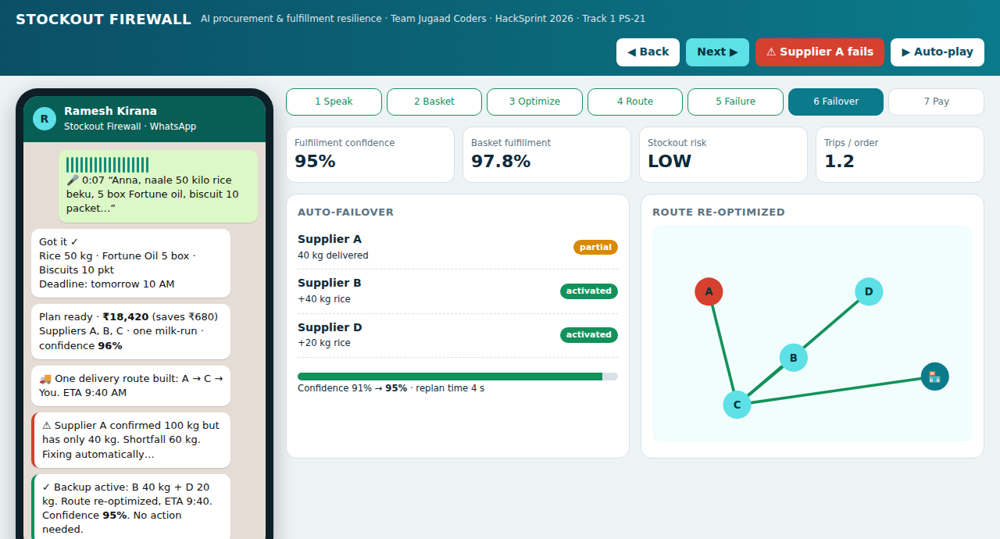 STOCKOUT FIREWALL
AI procurement & fulfillment resilience · Team Jugaad Coders · HackSprint 2026 · Track 1 PS-21
◀ Back
Next ▶
⚠ Supplier A fails
▶ Auto-play
R
Ramesh Kirana
Stockout Firewall · WhatsApp
🎤 0:07 “Anna, naale 50 kilo rice
beku, 5 box Fortune oil, biscuit 10
packet…”
Got it ✓
Rice 50 kg · Fortune Oil 5 box ·
Biscuits 10 pkt
Deadline: tomorrow 10 AM
Plan ready · ₹18,420 (saves ₹680)
Suppliers A, B, C · one milk-run ·
confidence 96%
🚚 One delivery route built: A → C →
You. ETA 9:40 AM
⚠ Supplier A confirmed 100 kg but
has only 40 kg. Shortfall 60 kg.
Fixing automatically…
✓ Backup active: B 40 kg + D 20
kg. Route re-optimized, ETA 9:40.
Confidence 95%. No action
needed.
1 Speak
2 Basket
3 Optimize
4 Route
5 Failure
6 Failover
7 Pay
Fulfillment confidence
95%
Basket fulfillment
97.8%
Stockout risk
LOW
Trips / order
1.2
AUTO-FAILOVER
Supplier A
40 kg delivered
partial
Supplier B
+40 kg rice
activated
Supplier D
+20 kg rice
activated
Confidence 91% → 95% · replan time 4 s
ROUTE RE-OPTIMIZED
A
D
B
C